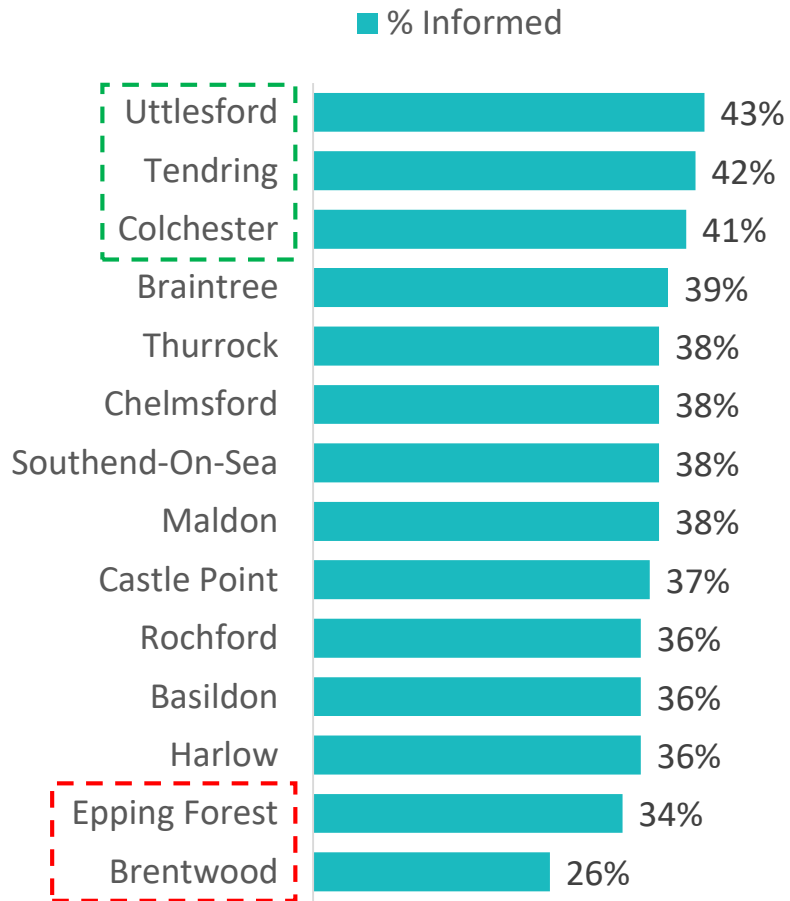 % Informed
Uttlesford 43%
Tendring 42%
Colchester 41%
Braintree 39%
Thurrock 38%
Chelmsford 38%
Southend-On-Sea 38%
Maldon 38%
Castle Point 37%
Rochford 36%
Basildon 36%
Harlow 36%
Epping Forest 34%
Brentwood 26%